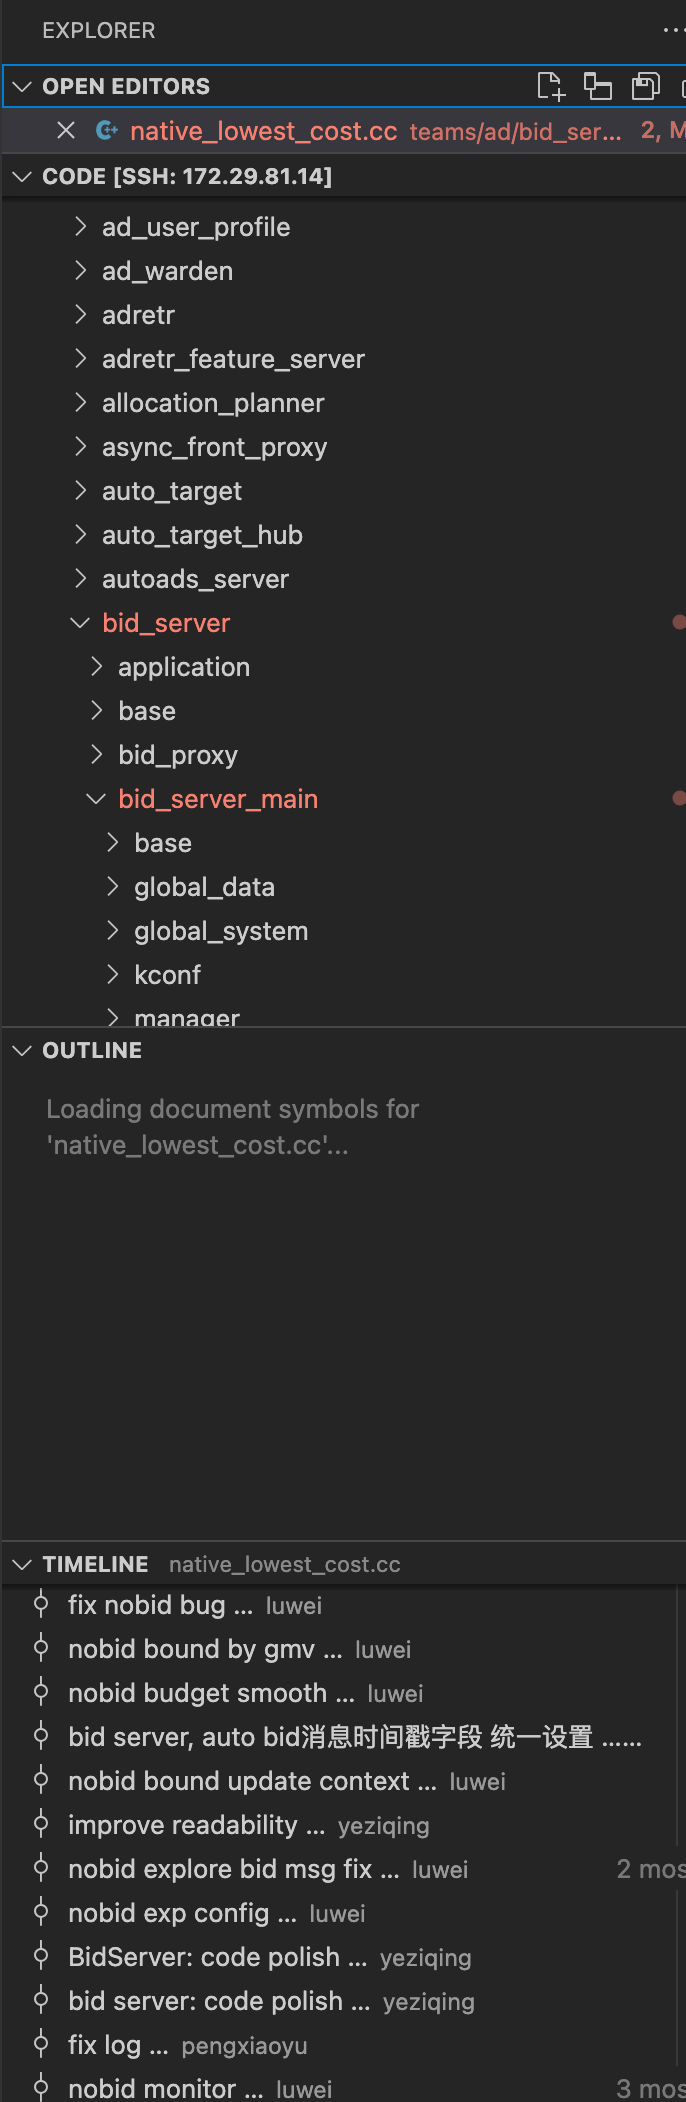 EXPLORER
OPEN EDITORS
native_lowest_cost.cc teams/ad/bid_ser... 2, M
CODE [SSH: 172.29.81.14]
ad_user_profile
ad_warden
adretr
adretr_feature_server
allocation_planner
async_front_proxy
auto_target
auto_target_hub
autoads_server
bid_server
application
base
bid_proxy
bid_server_main
base
global_data
global_system
kconf
manager
OUTLINE
Loading document symbols for
'native_lowest_cost.cc'...
TIMELINE native_lowest_cost.cc
fix nobid bug ... luwei
nobid bound by gmv ... luwei
nobid budget smooth ... luwei
bid server, auto bid消息时间戳字段 统一设置 ......
nobid bound update context ... luwei
improve readability ... yeziqing
nobid explore bid msg fix ... luwei 2 mos
nobid exp config ... luwei
BidServer: code polish ... yeziqing
bid server: code polish ... yeziqing
fix log ... pengxiaoyu
nobid monitor ... luwei 3 mos